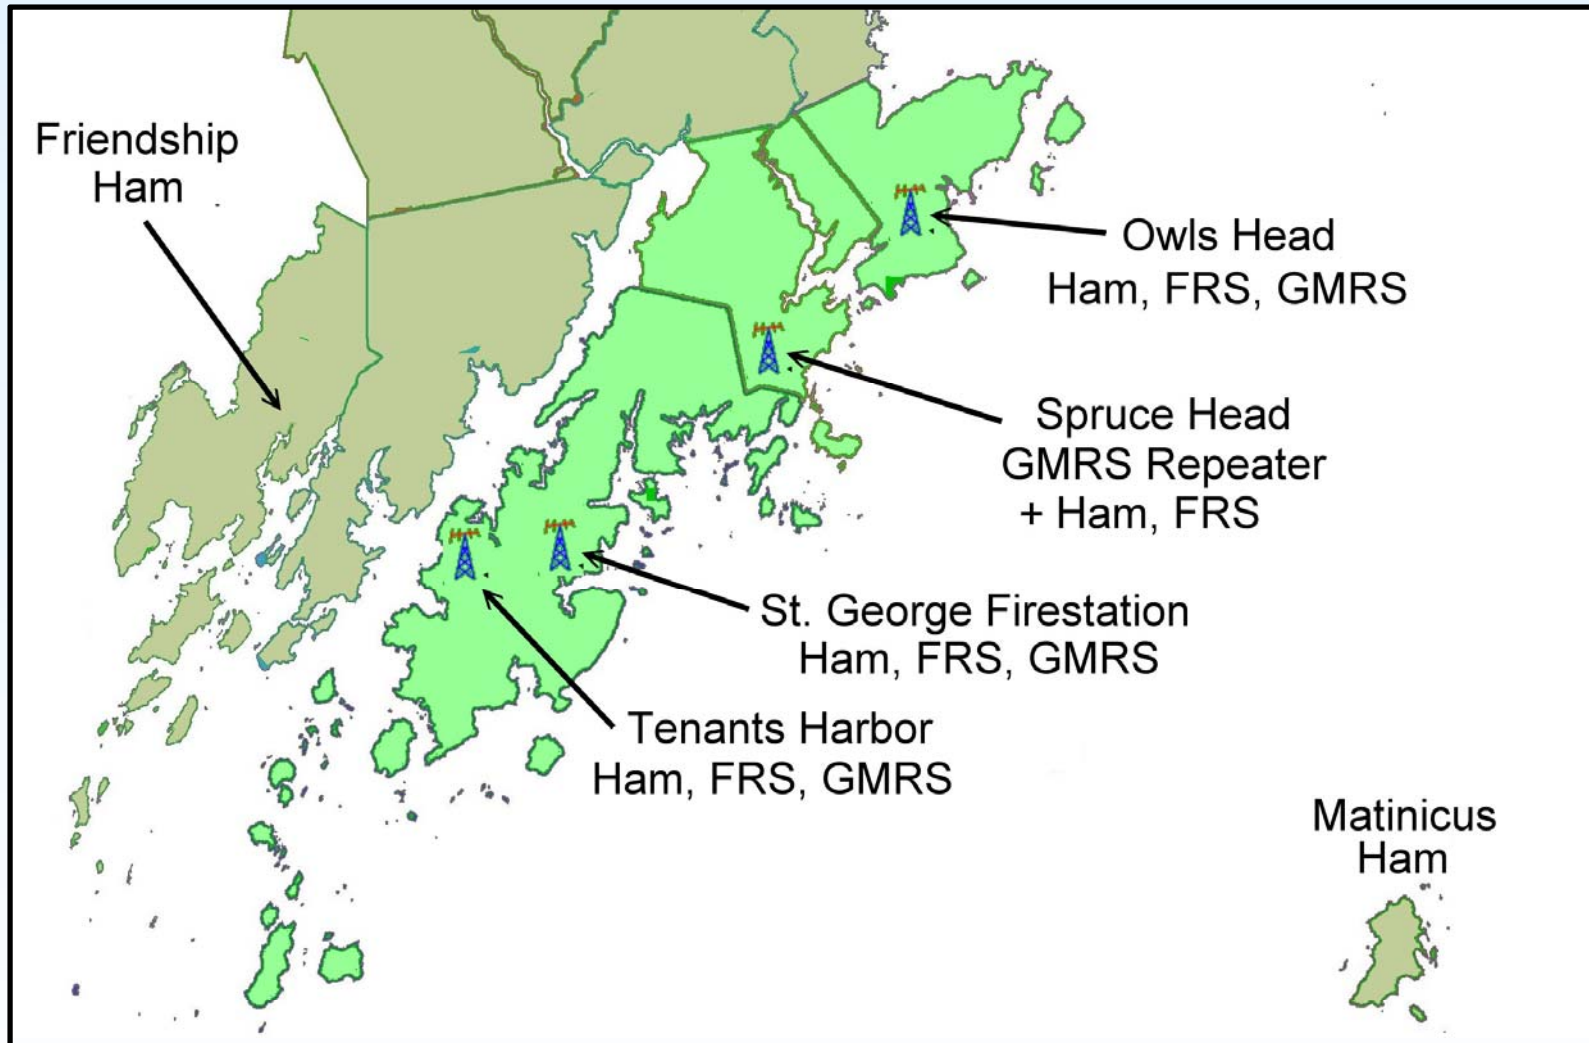 Friendship
Ham
Owls Head
Ham, FRS, GMRS
Spruce Head
GMRS Repeater
+ Ham, FRS
St. George Firestation
Ham, FRS, GMRS
Tenants Harbor
Ham, FRS, GMRS
Matinicus
Ham